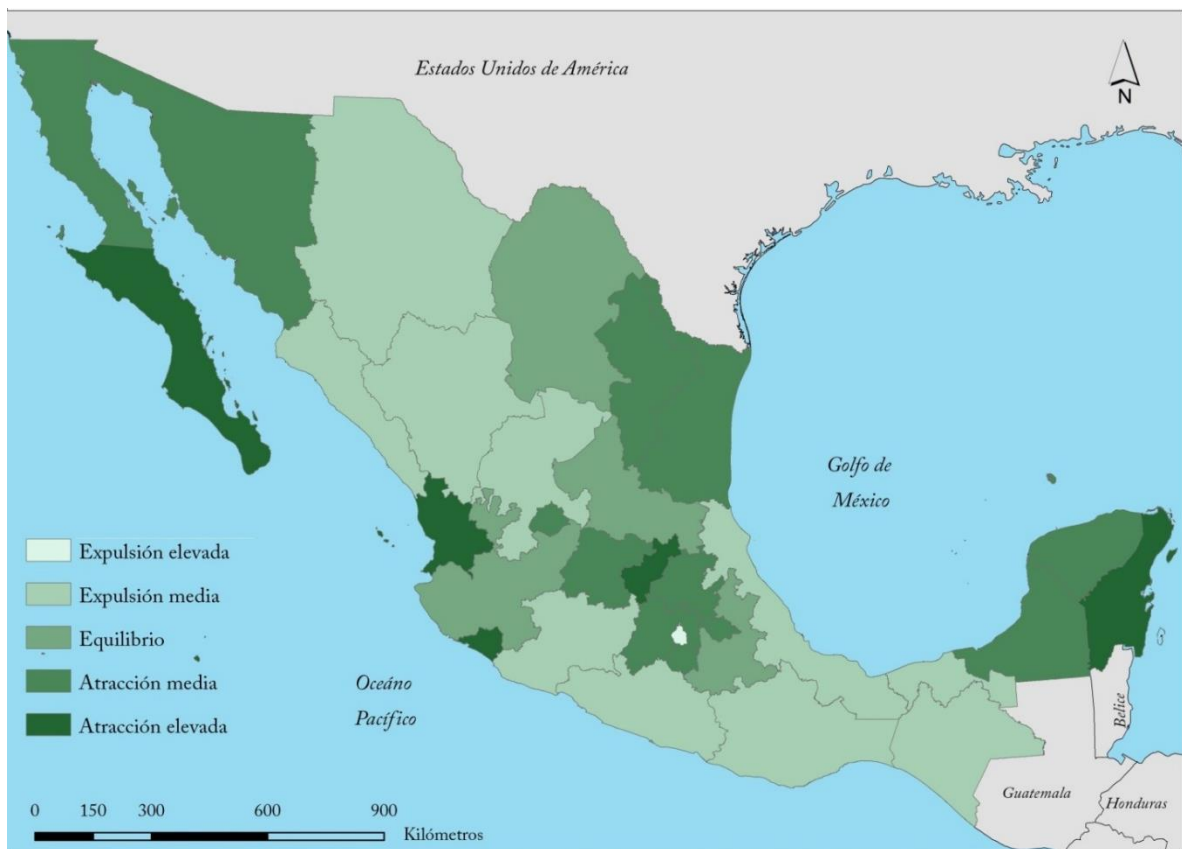 Estados Unidos de América
N
Golfo de
México
Expulsión elevada
Expulsión media
Equilibrio
Atracción media
Atracción elevada
Oceáno
Pacífico
Belice
Guatemala
Honduras
0 150 300 600 900
Kilómetros